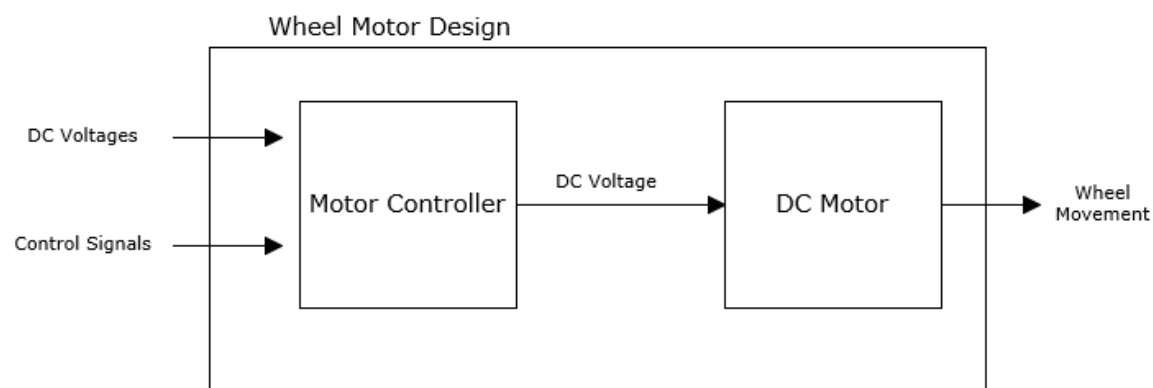 Wheel Motor Design
DC Voltages
Control Signals
Motor Controller
DC Voltage
DC Motor
Wheel
Movement